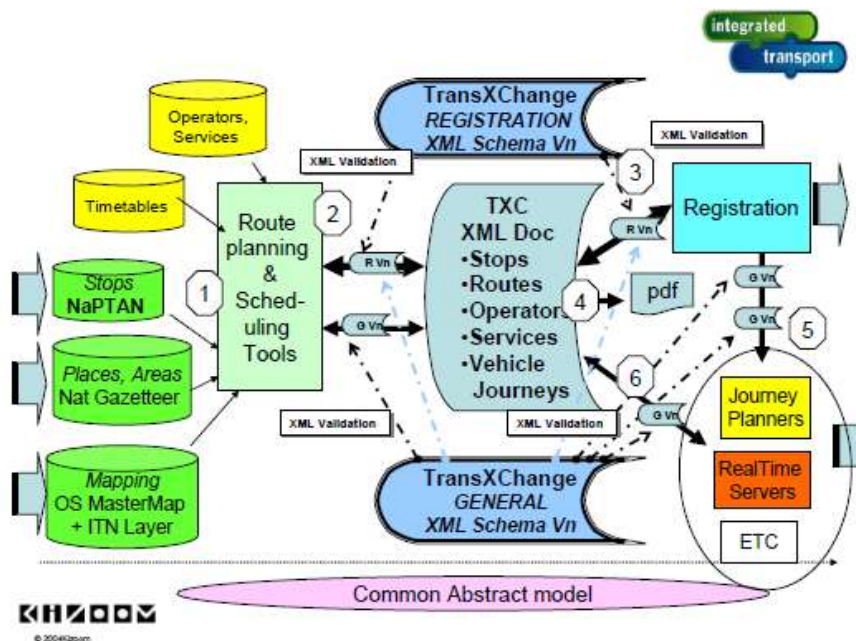 integrated
transport
Operators,
Services
Timetables
Stops
NaPTAN
Places, Areas
Nat Gazetteer
Mapping
OS MasterMap
+ ITN Layer
1
Route
planning
&
Sched-
uling
Tools
2
XML Validation
TransXChange
REGISTRATION
XML Schema Vn
XML Validation
3
R Vn
G Vn
TXC
XML Doc
•Stops
•Routes
•Operators
•Services
•Vehicle
Journeys
4
pdf
R Vn
Registration
G Vn
G Vn
5
6
G Vn
XML Validation
XML Validation
TransXChange
GENERAL
XML Schema Vn
Journey
Planners
RealTime
Servers
ETC
Common Abstract model
KIZOOM